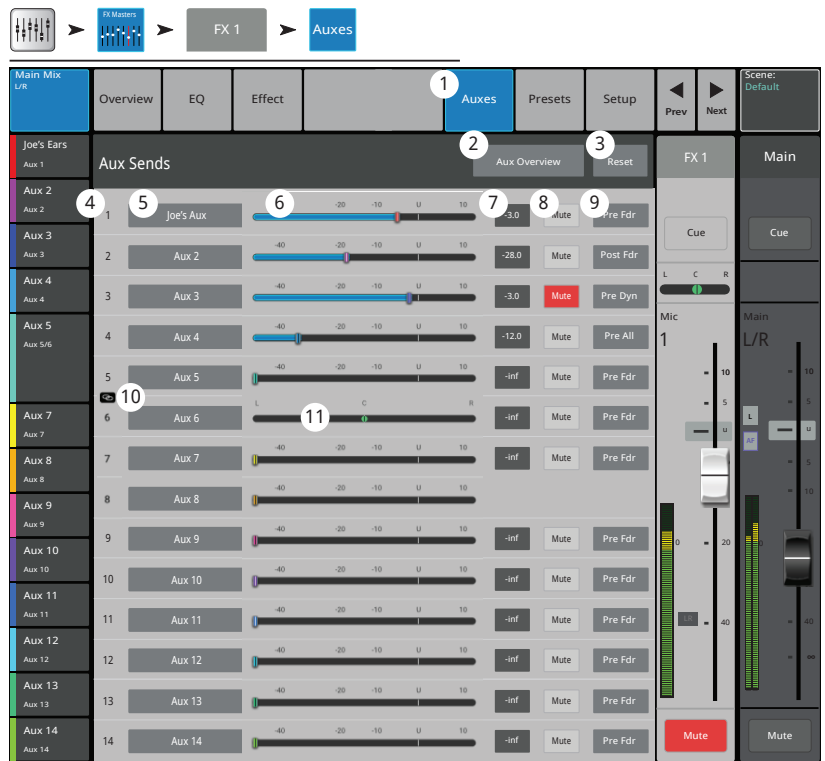 FX Masters
FX 1
Auxes
Main Mix
L/R
Overview
EQ
Effect
1
Auxes
Presets
Setup
Prev
Next
Scene:
Default
Joe's Ears
Aux 1
Aux 2
Aux 2
Aux 3
Aux 3
Aux 4
Aux 4
Aux 5
Aux 5/6
Aux 7
Aux 7
Aux 8
Aux 8
Aux 9
Aux 9
Aux 10
Aux 10
Aux 11
Aux 11
Aux 12
Aux 12
Aux 13
Aux 13
Aux 14
Aux 14
Aux Sends
2
Aux Overview
3
Reset
4 5 6 7 8 9
1 Joe's Aux -20 -10 U 10 -3.0 Mute Pre Fdr
2 Aux 2 -40 -20 -10 U 10 -28.0 Mute Post Fdr
3 Aux 3 -40 -20 -10 U 10 -3.0 Mute Pre Dyn
4 Aux 4 -40 -20 -10 U 10 -12.0 Mute Pre All
5 Aux 5 -40 -20 -10 U 10 -inf Mute Pre Fdr
10
6 Aux 6 L C R 11 -inf Mute Pre Fdr
7 Aux 7 -40 -20 -10 U 10 -inf Mute Pre Fdr
8 Aux 8 -40 -20 -10 U 10
9 Aux 9 -40 -20 -10 U 10 -inf Mute Pre Fdr
10 Aux 10 -40 -20 -10 U 10 -inf Mute Pre Fdr
11 Aux 11 -40 -20 -10 U 10 -inf Mute Pre Fdr
12 Aux 12 -40 -20 -10 U 10 -inf Mute Pre Fdr
13 Aux 13 -40 -20 -10 U 10 -inf Mute Pre Fdr
14 Aux 14 -40 -20 -10 U 10 -inf Mute Pre Fdr
FX 1
Cue
L C R
Mic
1
10
5
U
0
20
LR
40
Mute
Main
Cue
Main
L/R
10
5
L
U
AF
5
10
0
20
40
∞
Mute